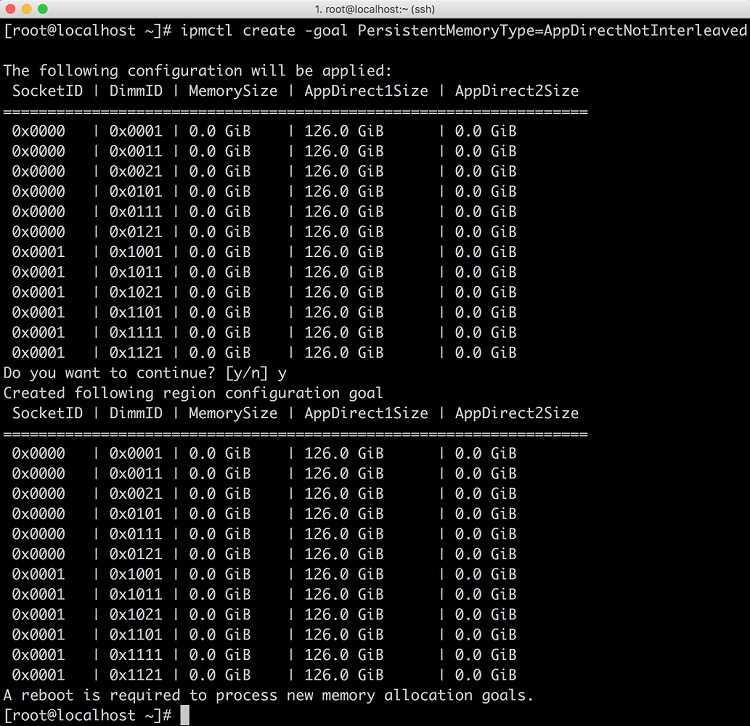 1. root@localhost:~ (ssh)
[root@localhost ~]# ipmctl create -goal PersistentMemoryType=AppDirectNotInterleaved
The following configuration will be applied:
SocketID | DimmID | MemorySize | AppDirect1Size | AppDirect2Size
==================================================================
0x0000 | 0x0001 | 0.0 GiB | 126.0 GiB | 0.0 GiB
0x0000 | 0x0011 | 0.0 GiB | 126.0 GiB | 0.0 GiB
0x0000 | 0x0021 | 0.0 GiB | 126.0 GiB | 0.0 GiB
0x0000 | 0x0101 | 0.0 GiB | 126.0 GiB | 0.0 GiB
0x0000 | 0x0111 | 0.0 GiB | 126.0 GiB | 0.0 GiB
0x0000 | 0x0121 | 0.0 GiB | 126.0 GiB | 0.0 GiB
0x0001 | 0x1001 | 0.0 GiB | 126.0 GiB | 0.0 GiB
0x0001 | 0x1011 | 0.0 GiB | 126.0 GiB | 0.0 GiB
0x0001 | 0x1021 | 0.0 GiB | 126.0 GiB | 0.0 GiB
0x0001 | 0x1101 | 0.0 GiB | 126.0 GiB | 0.0 GiB
0x0001 | 0x1111 | 0.0 GiB | 126.0 GiB | 0.0 GiB
0x0001 | 0x1121 | 0.0 GiB | 126.0 GiB | 0.0 GiB
Do you want to continue? [y/n] y
Created following region configuration goal
SocketID | DimmID | MemorySize | AppDirect1Size | AppDirect2Size
==================================================================
0x0000 | 0x0001 | 0.0 GiB | 126.0 GiB | 0.0 GiB
0x0000 | 0x0011 | 0.0 GiB | 126.0 GiB | 0.0 GiB
0x0000 | 0x0021 | 0.0 GiB | 126.0 GiB | 0.0 GiB
0x0000 | 0x0101 | 0.0 GiB | 126.0 GiB | 0.0 GiB
0x0000 | 0x0111 | 0.0 GiB | 126.0 GiB | 0.0 GiB
0x0000 | 0x0121 | 0.0 GiB | 126.0 GiB | 0.0 GiB
0x0001 | 0x1001 | 0.0 GiB | 126.0 GiB | 0.0 GiB
0x0001 | 0x1011 | 0.0 GiB | 126.0 GiB | 0.0 GiB
0x0001 | 0x1021 | 0.0 GiB | 126.0 GiB | 0.0 GiB
0x0001 | 0x1101 | 0.0 GiB | 126.0 GiB | 0.0 GiB
0x0001 | 0x1111 | 0.0 GiB | 126.0 GiB | 0.0 GiB
0x0001 | 0x1121 | 0.0 GiB | 126.0 GiB | 0.0 GiB
A reboot is required to process new memory allocation goals.
[root@localhost ~]#